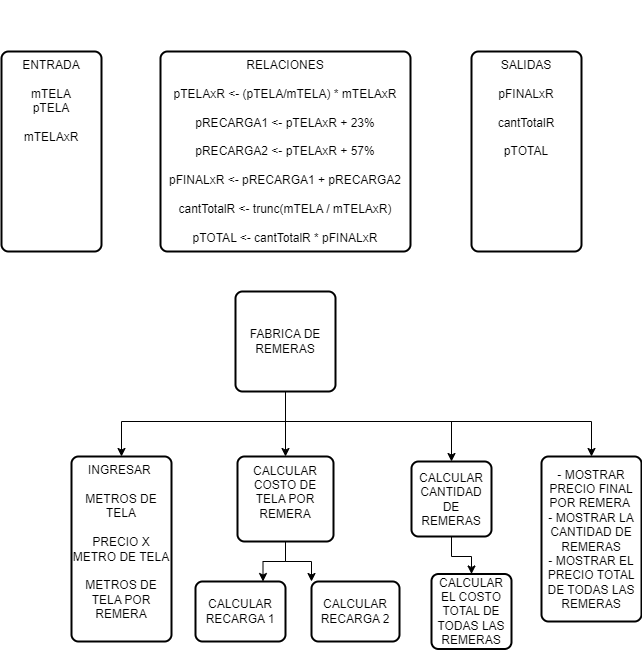 ENTRADA
mTELA
pTELA
mTELAxR
RELACIONES
pTELAxR <- (pTELA/mTELA) * mTELAxR
pRECARGA1 <- pTELAxR + 23%
pRECARGA2 <- pTELAxR + 57%
pFINALxR <- pRECARGA1 + pRECARGA2
cantTotalR <- trunc(mTELA / mTELAxR)
pTOTAL <- cantTotalR * pFINALxR
SALIDAS
pFINALxR
cantTotalR
pTOTAL
FABRICA DE
REMERAS
INGRESAR
METROS DE
TELA
PRECIO X
METRO DE TELA
METROS DE
TELA POR
REMERA
CALCULAR
COSTO DE
TELA POR
REMERA
CALCULAR
RECARGA 1
CALCULAR
RECARGA 2
CALCULAR
CANTIDAD
DE
REMERAS
CALCULAR
EL COSTO
TOTAL DE
TODAS LAS
REMERAS
- MOSTRAR
PRECIO FINAL
POR REMERA
- MOSTRAR LA
CANTIDAD DE
REMERAS
- MOSTRAR EL
PRECIO TOTAL
DE TODAS LAS
REMERAS